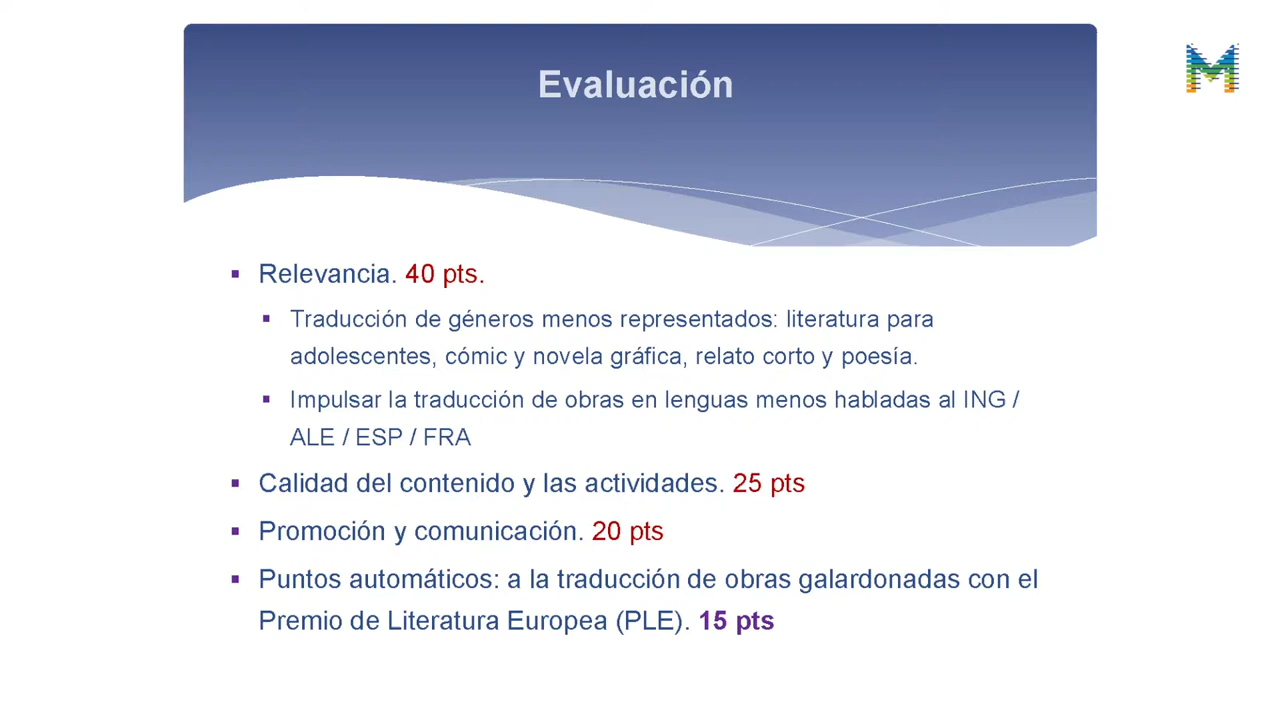 Evaluación
M
Relevancia. 40 pts.
Traducción de géneros menos representados: literatura para
adolescentes, cómic y novela gráfica, relato corto y poesía.
Impulsar la traducción de obras en lenguas menos habladas al ING /
ALE / ESP / FRA
Calidad del contenido y las actividades. 25 pts
Promoción y comunicación. 20 pts
Puntos automáticos: a la traducción de obras galardonadas con el
Premio de Literatura Europea (PLE). 15 pts